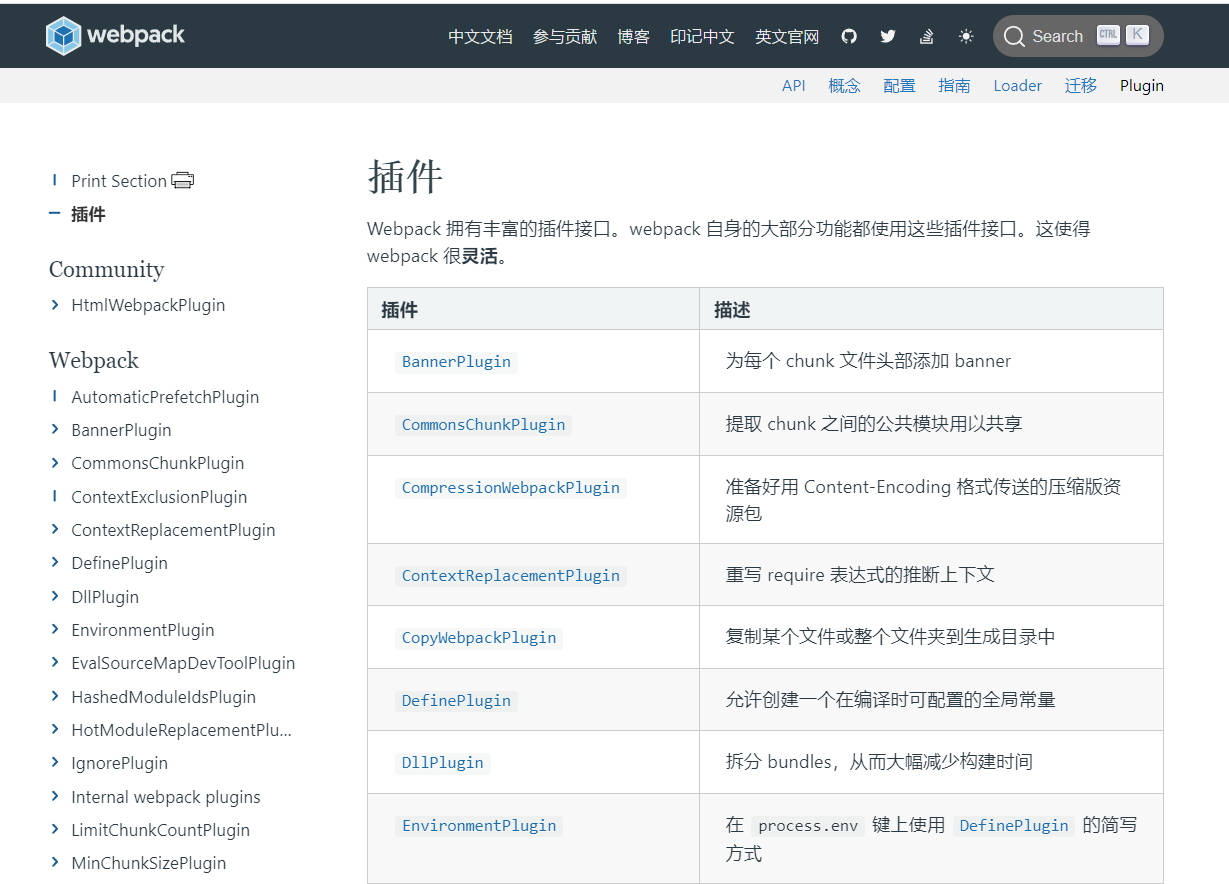 webpack
中文文档 参与贡献 博客 印记中文 英文官网 Search CTRL K
API 概念 配置 指南 Loader 迁移 Plugin
Print Section
插件
Community
HtmlWebpackPlugin
Webpack
AutomaticPrefetchPlugin
BannerPlugin
CommonsChunkPlugin
ContextExclusionPlugin
ContextReplacementPlugin
DefinePlugin
DllPlugin
EnvironmentPlugin
EvalSourceMapDevToolPlugin
HashedModuleIdsPlugin
HotModuleReplacementPlu...
IgnorePlugin
Internal webpack plugins
LimitChunkCountPlugin
MinChunkSizePlugin
插件
Webpack 拥有丰富的插件接口。webpack 自身的大部分功能都使用这些插件接口。这使得
webpack 很灵活。
插件 描述
BannerPlugin 为每个 chunk 文件头部添加 banner
CommonsChunkPlugin 提取 chunk 之间的公共模块用以共享
CompressionWebpackPlugin 准备好用 Content-Encoding 格式传送的压缩版资
源包
ContextReplacementPlugin 重写 require 表达式的推断上下文
CopyWebpackPlugin 复制某个文件或整个文件夹到生成目录中
DefinePlugin 允许创建一个在编译时可配置的全局常量
DllPlugin 拆分 bundles，从而大幅减少构建时间
EnvironmentPlugin 在 process.env 键上使用 DefinePlugin 的简写
方式